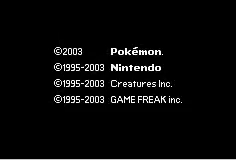 ©2003 Pokémon.
©1995-2003 Nintendo
©1995-2003 Creatures Inc.
©1995-2003 GAME FREAK inc.